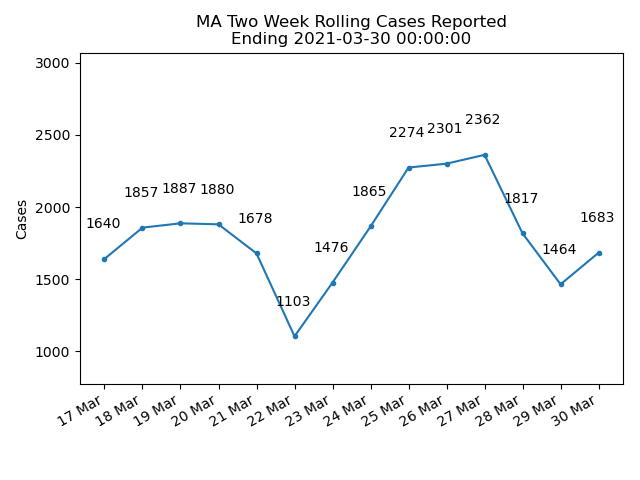 MA Two Week Rolling Cases Reported
Ending 2021-03-30 00:00:00
3000
2500
2000
1500
1000
Cases
1640
1857
1887
1880
1678
1103
1476
1865
2274
2301
2362
1817
1464
1683
17 Mar
18 Mar
19 Mar
20 Mar
21 Mar
22 Mar
23 Mar
24 Mar
25 Mar
26 Mar
27 Mar
28 Mar
29 Mar
30 Mar